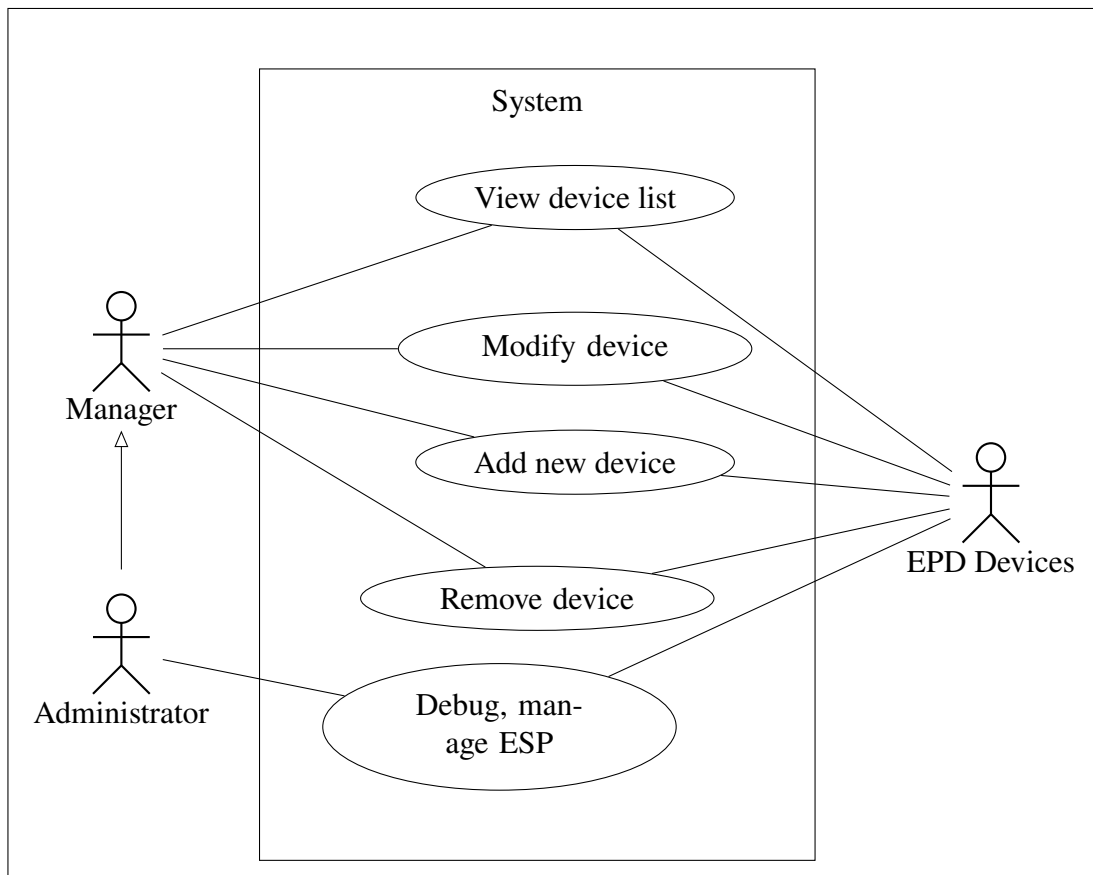 System
View device list
Modify device
Manager
Add new device
EPD Devices
Remove device
Administrator
Debug, man-
age ESP